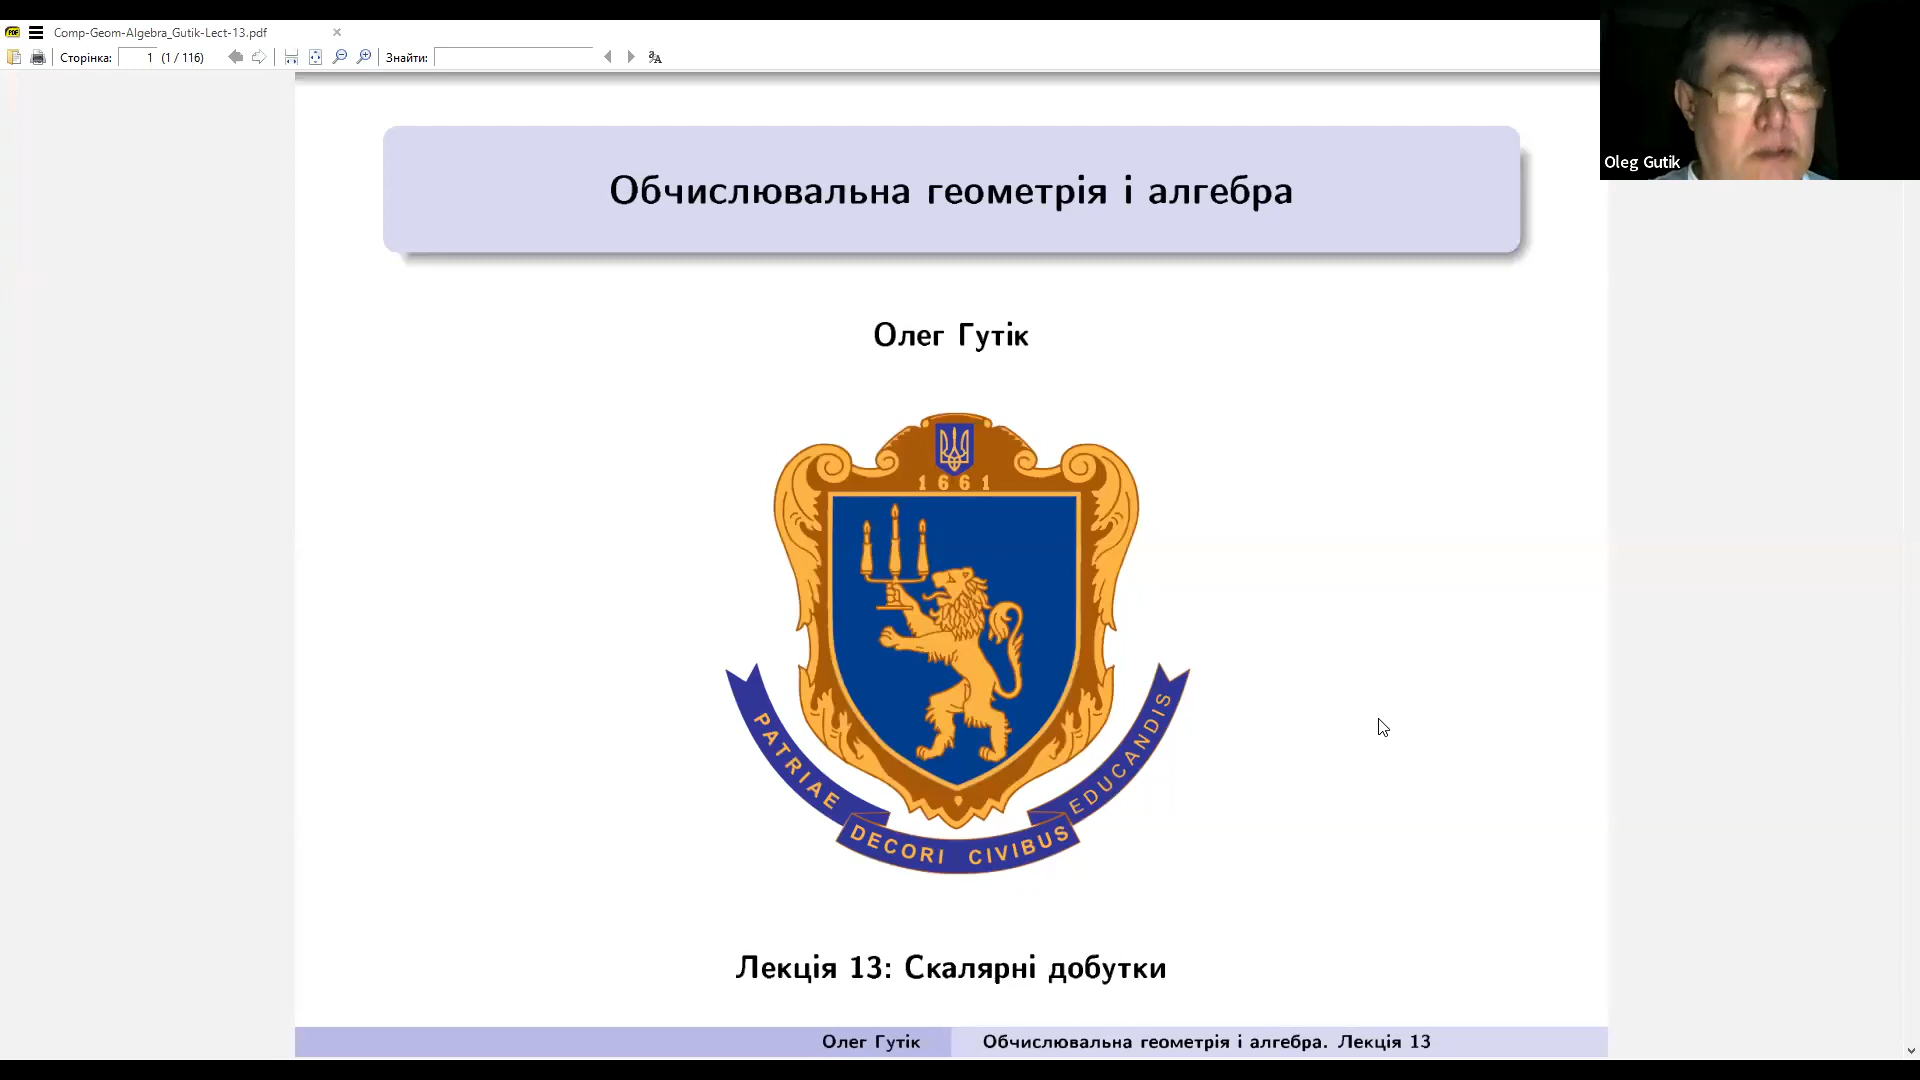 Comp-Geom-Algebra_Gutik-Lect-13.pdf
Сторінка: 1 (1 / 116) Знайти:
Oleg Gutik
Обчислювальна геометрія і алгебра
Олег Гутік
1661
PATRIAE DECORI CIVIBUS EDUCANDIS
Лекція 13: Скалярні добутки
Олег Гутік Обчислювальна геометрія і алгебра. Лекція 13